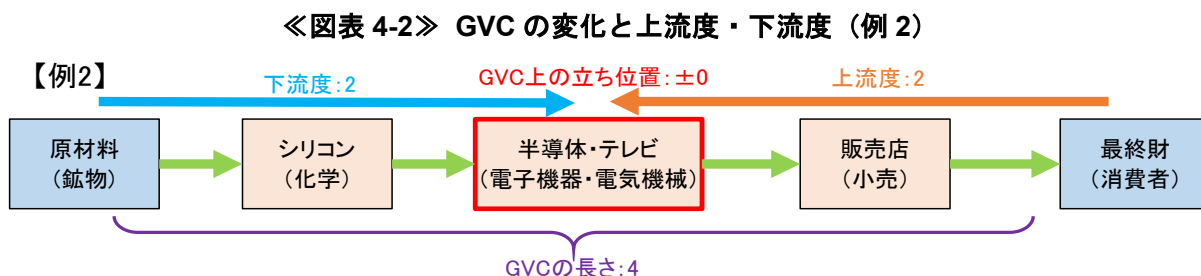 ≪図表 4-2≫ GVC の変化と上流度・下流度（例 2）
【例2】
下流度：2
GVC上の立ち位置：±0
上流度：2
原材料
（鉱物）
シリコン
（化学）
半導体・テレビ
（電子機器・電気機械）
販売店
（小売）
最終財
（消費者）
GVCの長さ：4